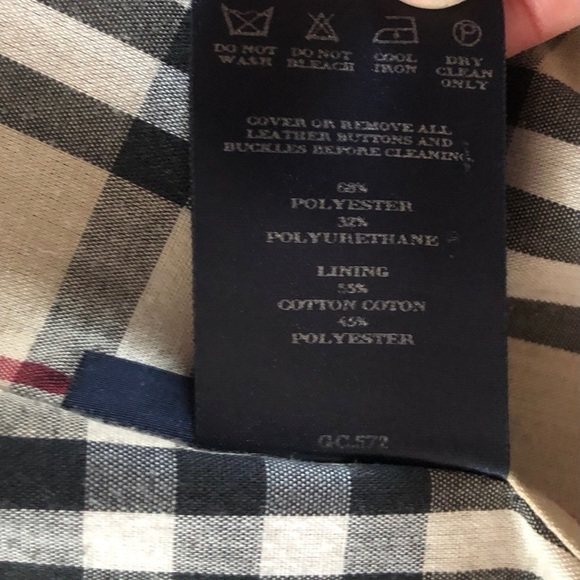 P
DO NOT WASH
DO NOT BLEACH
COOL IRON
DRY CLEAN ONLY
COVER OR REMOVE ALL
LEATHER BUTTONS AND
BUCKLES BEFORE CLEANING
68%
POLYESTER
32%
POLYURETHANE
LINING
55%
COTTON COTON
45%
POLYESTER
GC.572